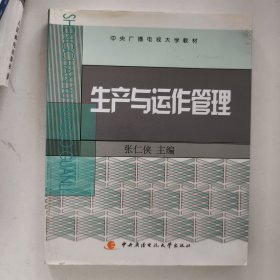 中央广播电视大学教材
生产与运作管理
张仁侠 主编
中央广播电视大学出版社